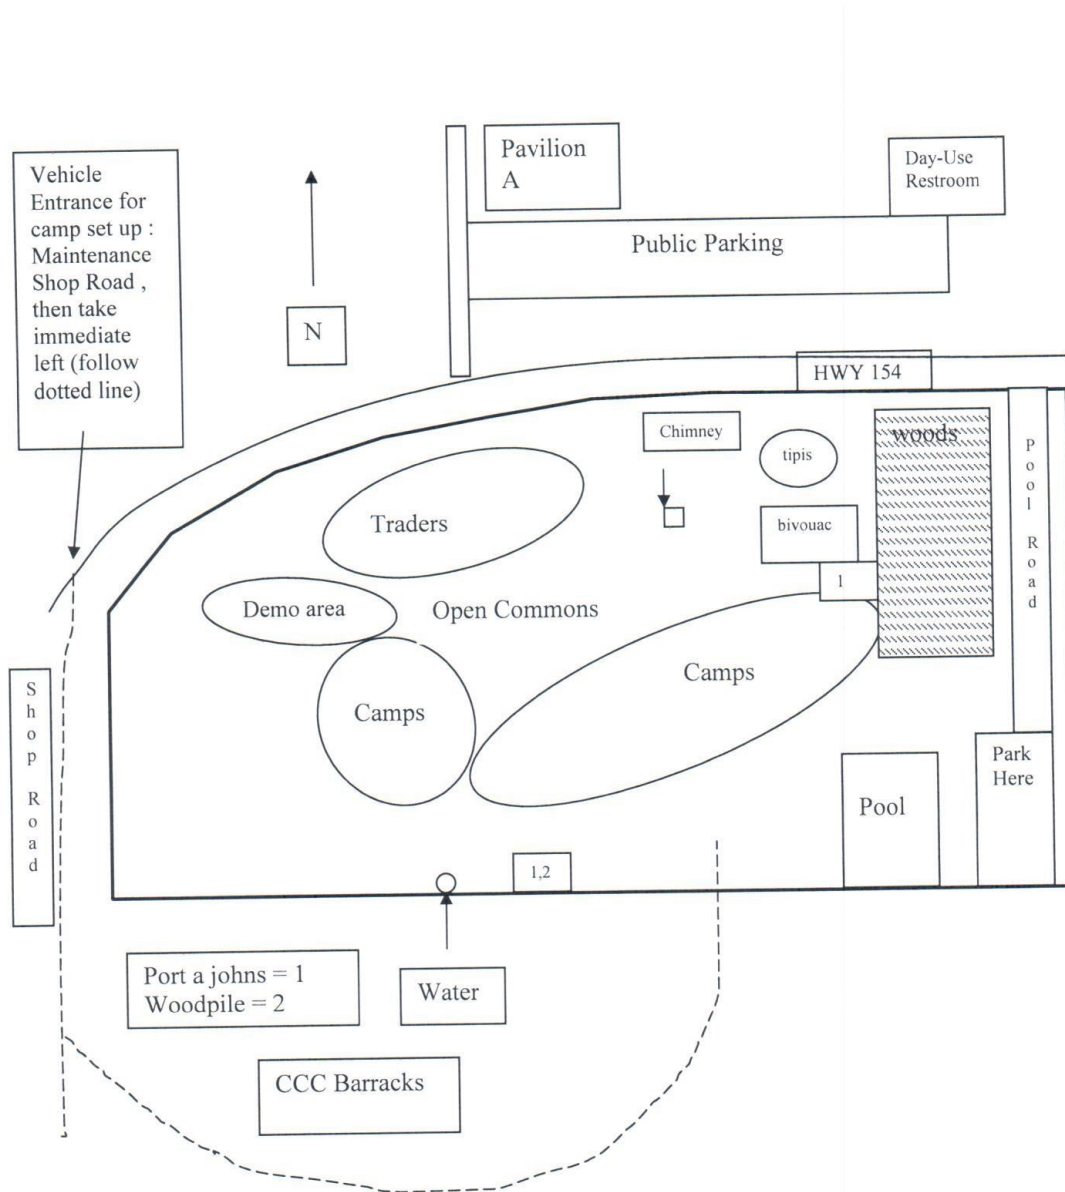 Pavilion
A
Day-Use
Restroom
Vehicle
Entrance for
camp set up :
Maintenance
Shop Road ,
then take
immediate
left (follow
dotted line)
Public Parking
N
HWY 154
Chimney
tipis
woods
Pool Road
Traders
bivouac
1
Demo area
Open Commons
Camps
Camps
Shop Road
Park
Here
Pool
1,2
Port a johns = 1
Woodpile = 2
Water
CCC Barracks